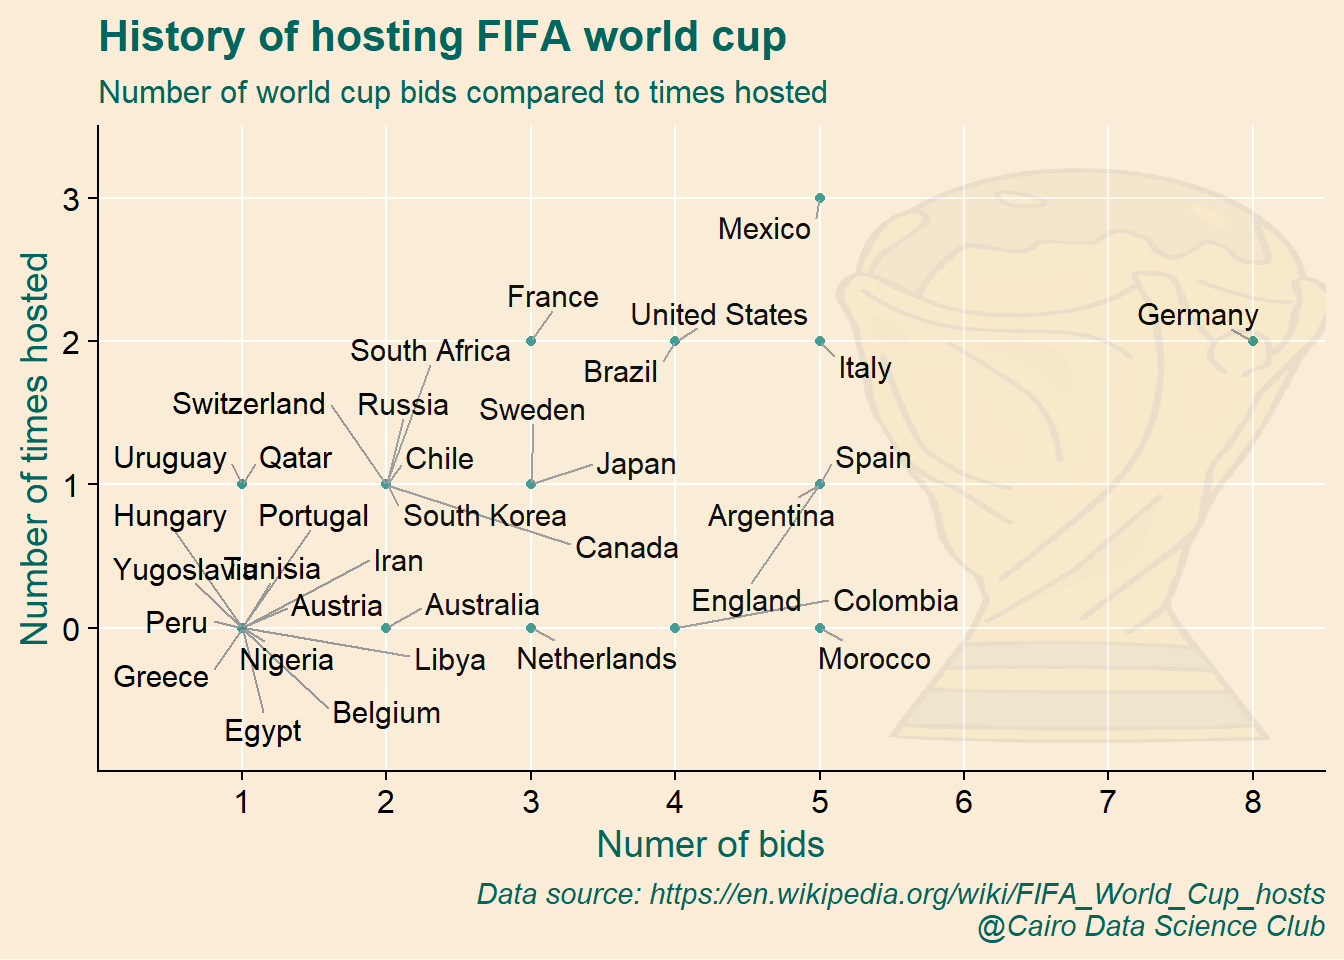 History of hosting FIFA world cup
Number of world cup bids compared to times hosted
Number of times hosted
3
2
1
0
Mexico
France
United States
Germany
South Africa
Brazil
Italy
Switzerland
Russia
Sweden
Uruguay
Qatar
Chile
Japan
Spain
Hungary
Portugal
South Korea
Argentina
Canada
Iran
Yugoslavia
Tunisia
Austria
Australia
England
Colombia
Peru
Nigeria
Libya
Netherlands
Morocco
Greece
Belgium
Egypt
1 2 3 4 5 6 7 8
Numer of bids
Data source: https://en.wikipedia.org/wiki/FIFA_World_Cup_hosts
@Cairo Data Science Club